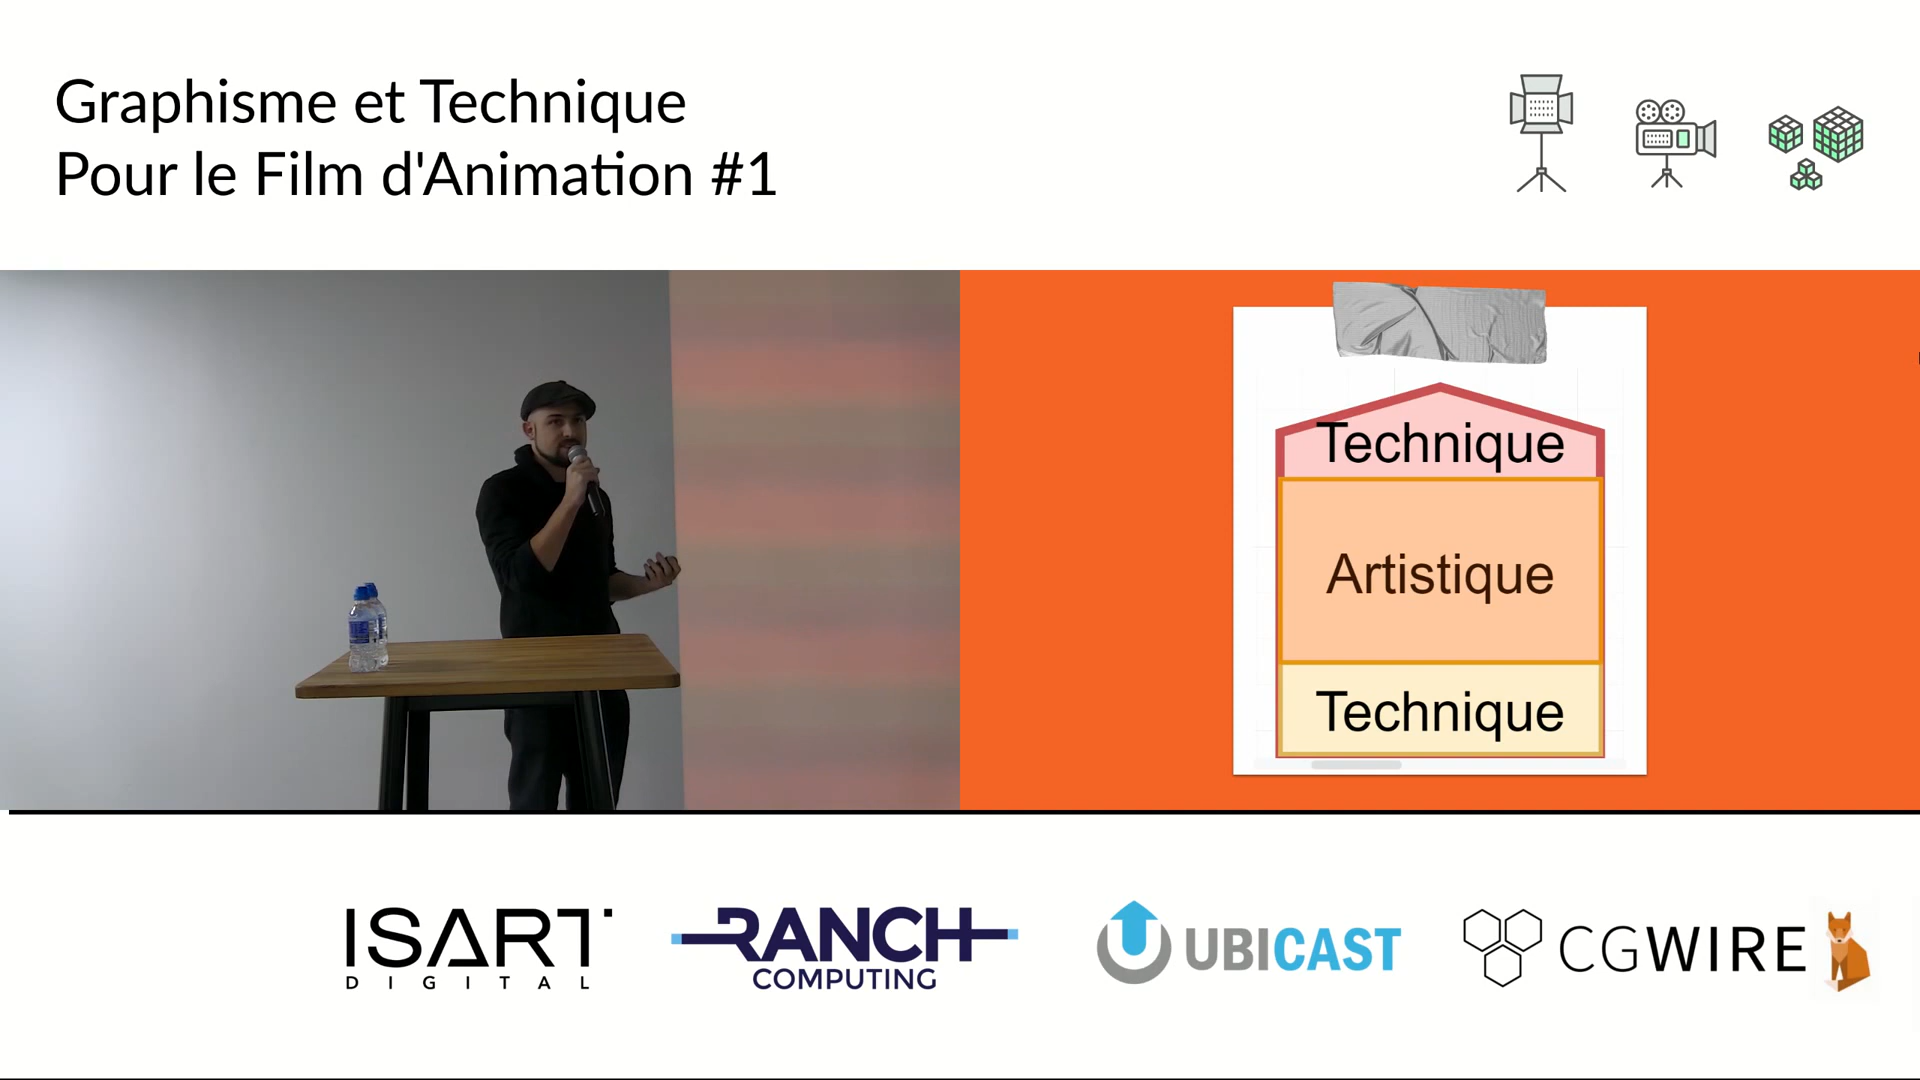 Graphisme et Technique
Pour le Film d'Animation #1
Technique
Artistique
Technique
ISART
DIGITAL
RANCH
COMPUTING
UBICAST
CGWIRE